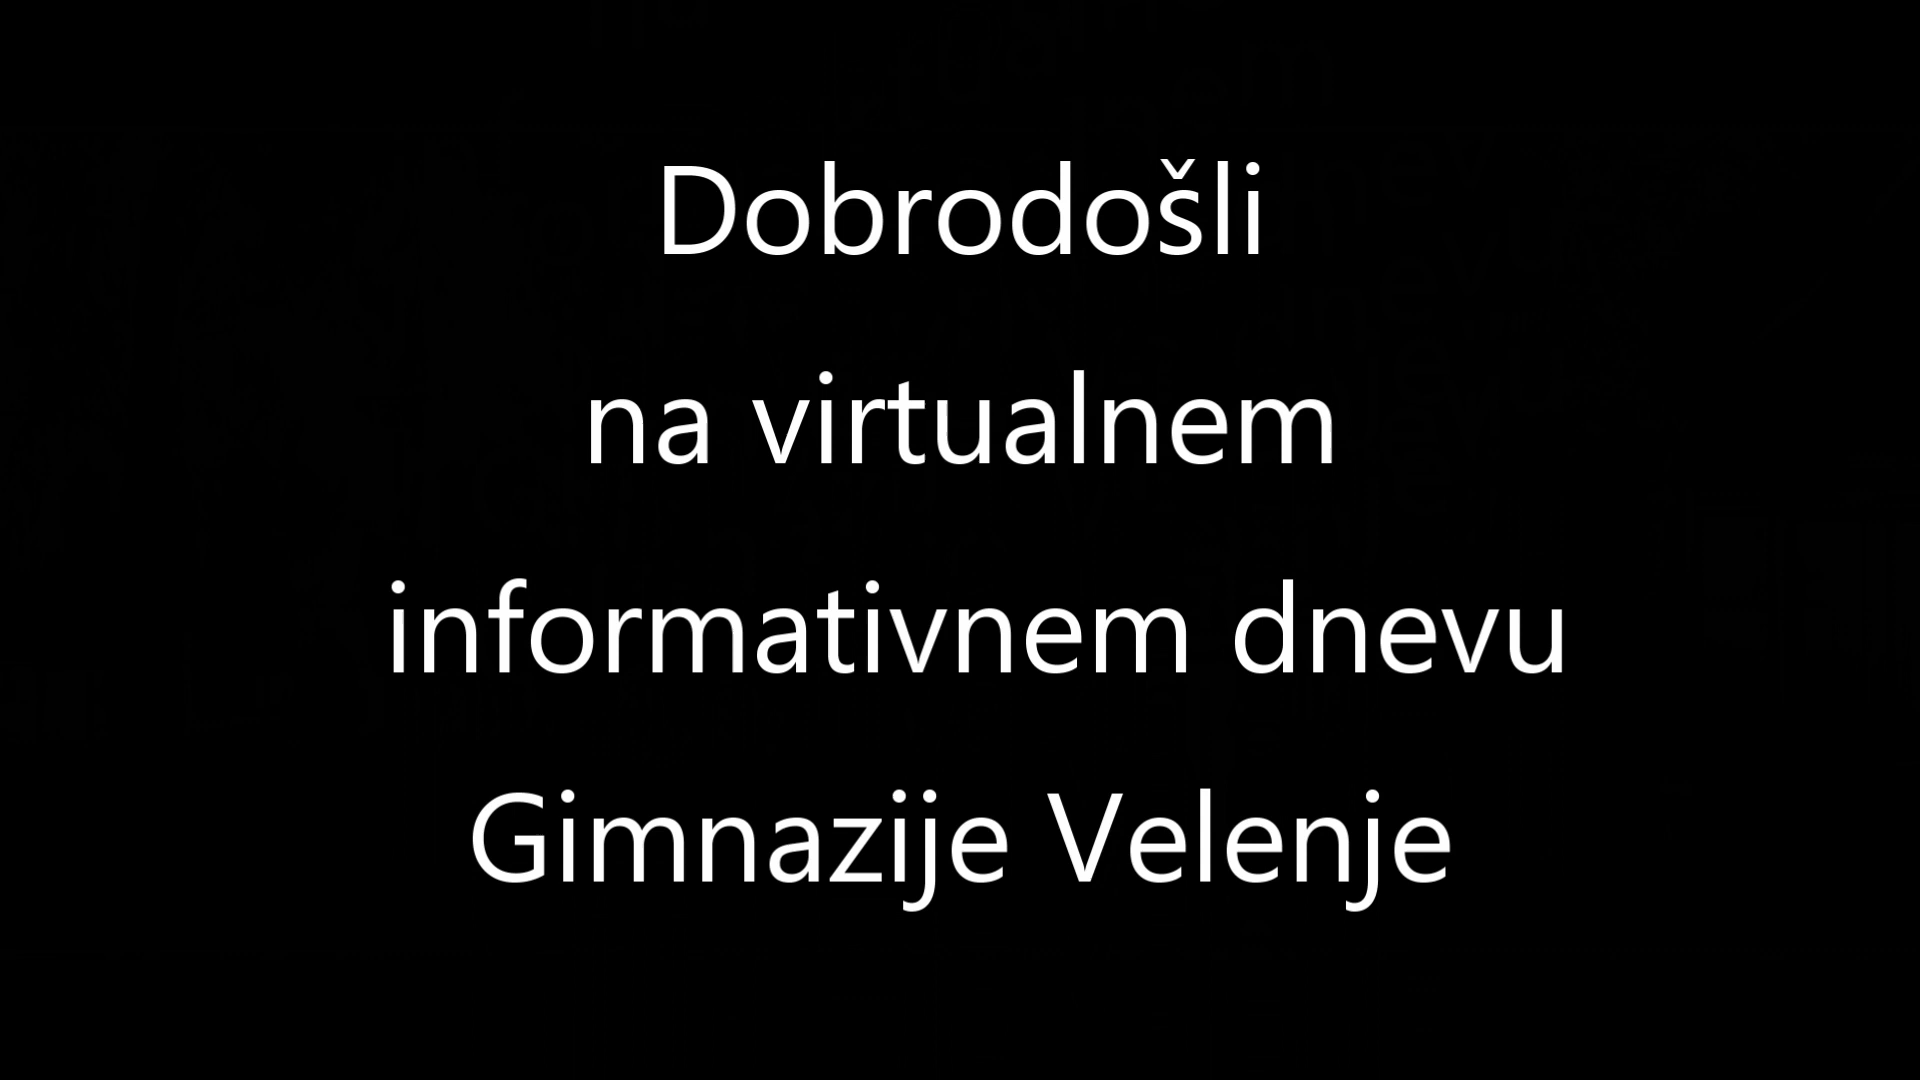 Dobrodošli
na virtualnem
informativnem dnevu
Gimnazije Velenje